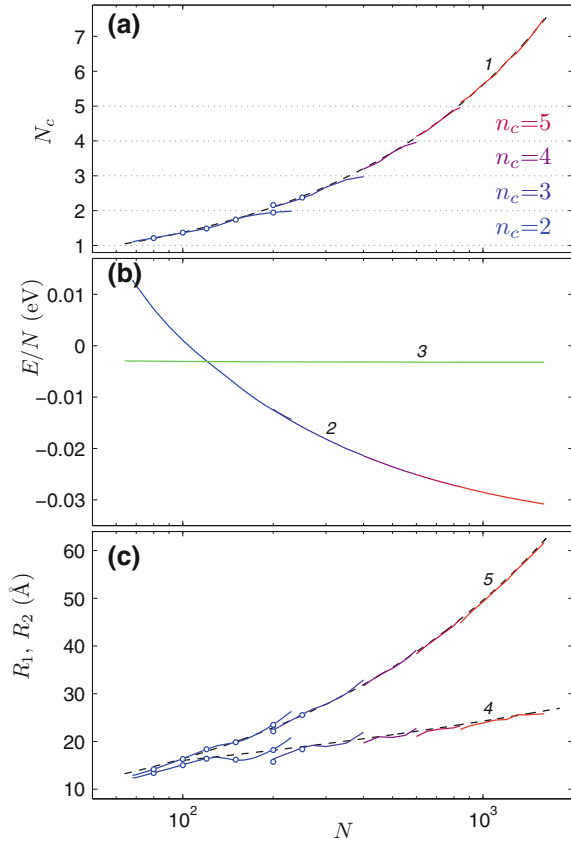 (a)
7
6
5
4
3
2
1
N_c
1
n_c=5
n_c=4
n_c=3
n_c=2
(b)
0.01
0
−0.01
−0.02
−0.03
E/N (eV)
3
2
(c)
60
50
40
30
20
10
R_1, R_2 (Å)
5
4
10^2
10^3
N